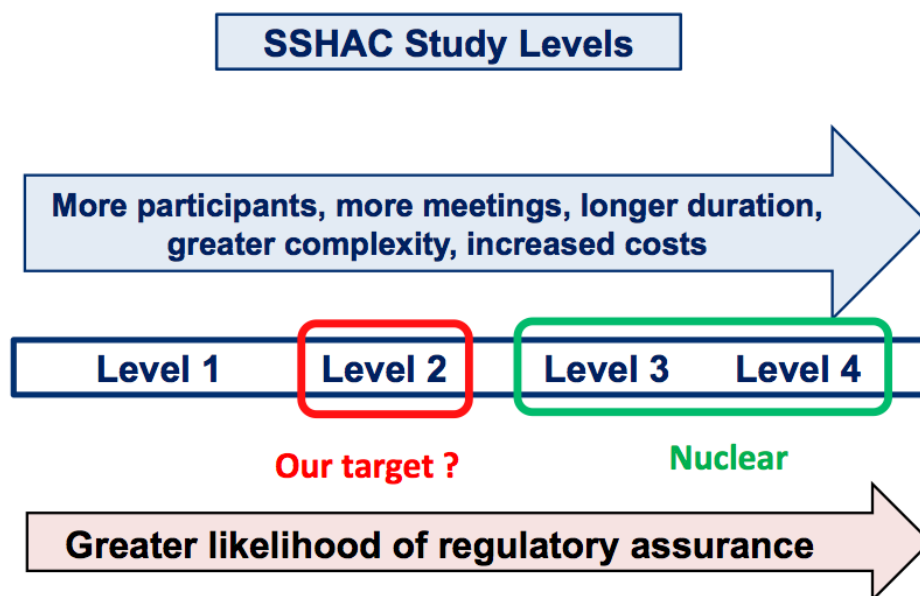 SSHAC Study Levels
More participants, more meetings, longer duration,
greater complexity, increased costs
Level 1 Level 2 Level 3 Level 4
Our target ? Nuclear
Greater likelihood of regulatory assurance